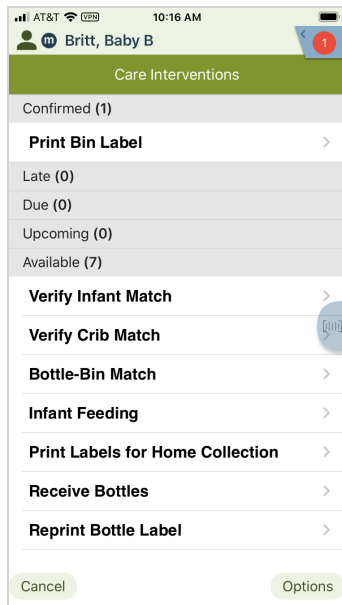 AT&T VPN 10:16 AM
m Britt, Baby B
1
Care Interventions
Confirmed (1)
Print Bin Label
Late (0)
Due (0)
Upcoming (0)
Available (7)
Verify Infant Match
Verify Crib Match
Bottle-Bin Match
Infant Feeding
Print Labels for Home Collection
Receive Bottles
Reprint Bottle Label
Cancel Options